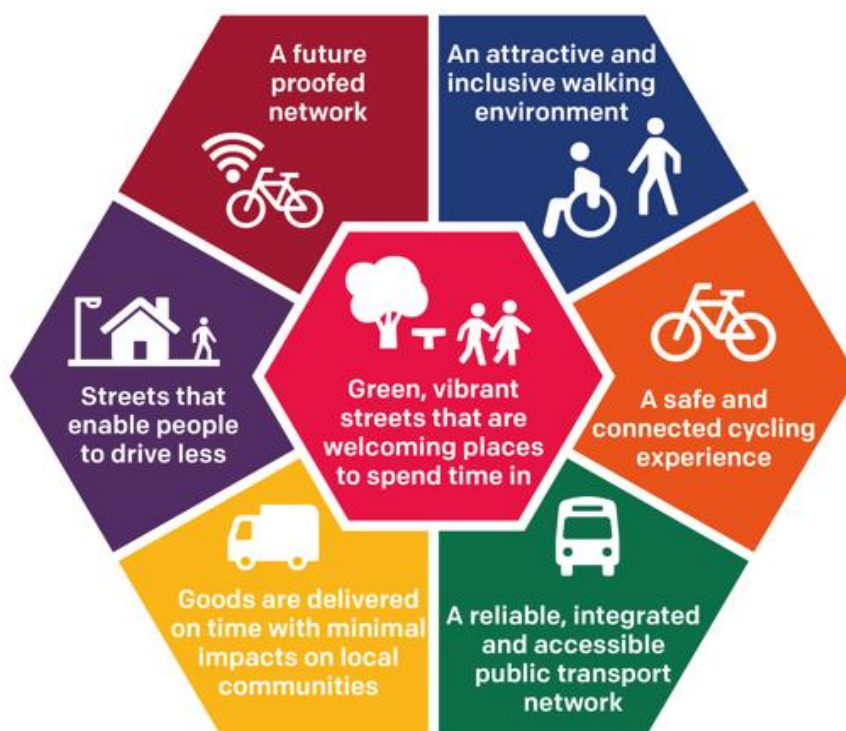 A future
proofed
network
An attractive and
inclusive walking
environment
Streets that
enable people
to drive less
Green, vibrant
streets that are
welcoming places
to spend time in
A safe and
connected cycling
experience
Goods are delivered
on time with minimal
impacts on local
communities
A reliable, integrated
and accessible
public transport
network